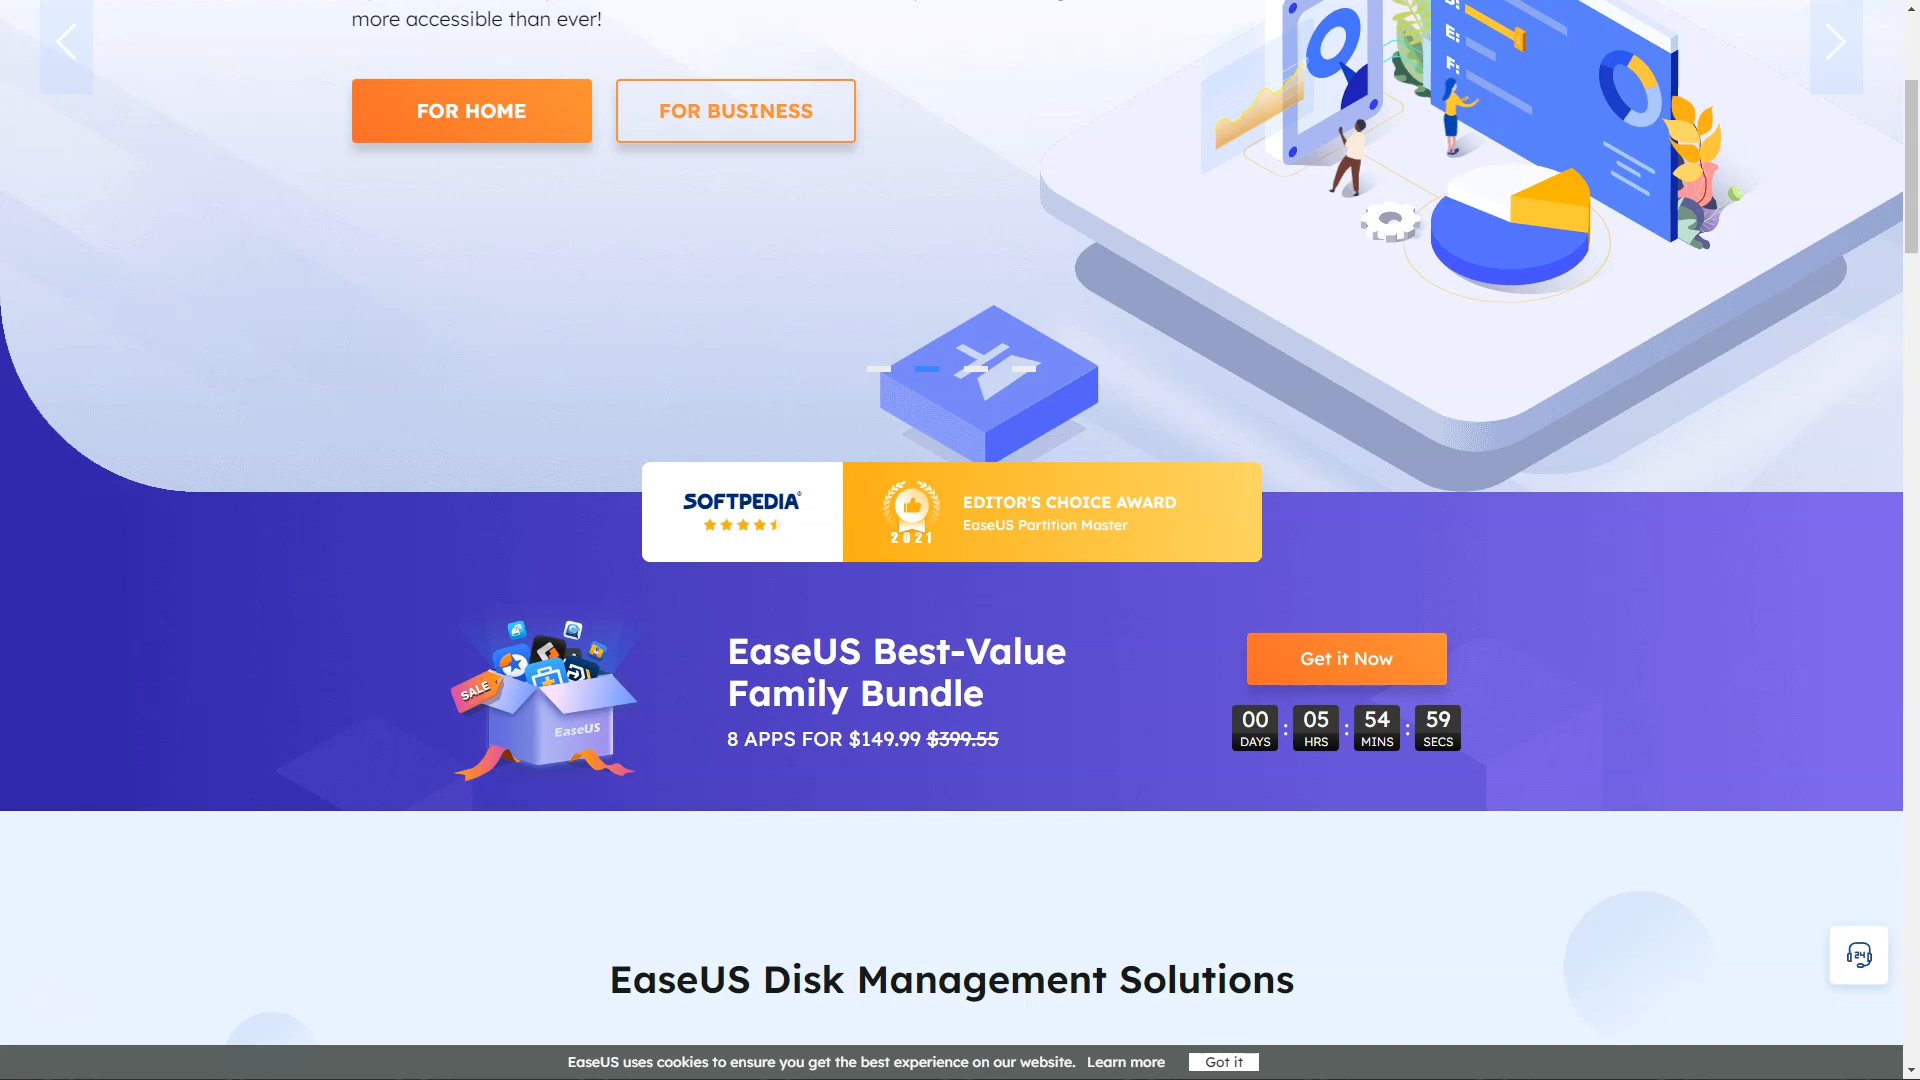 more accessible than ever!
FOR HOME
FOR BUSINESS
E:
F:
SOFTPEDIA®
EDITOR'S CHOICE AWARD
EaseUS Partition Master
2021
EaseUS Best-Value
Family Bundle
8 APPS FOR $149.99 $399.55
SALE
EaseUS
Get it Now
00 : 05 : 54 : 59
DAYS HRS MINS SECS
EaseUS Disk Management Solutions
24
EaseUS uses cookies to ensure you get the best experience on our website. Learn more Got it